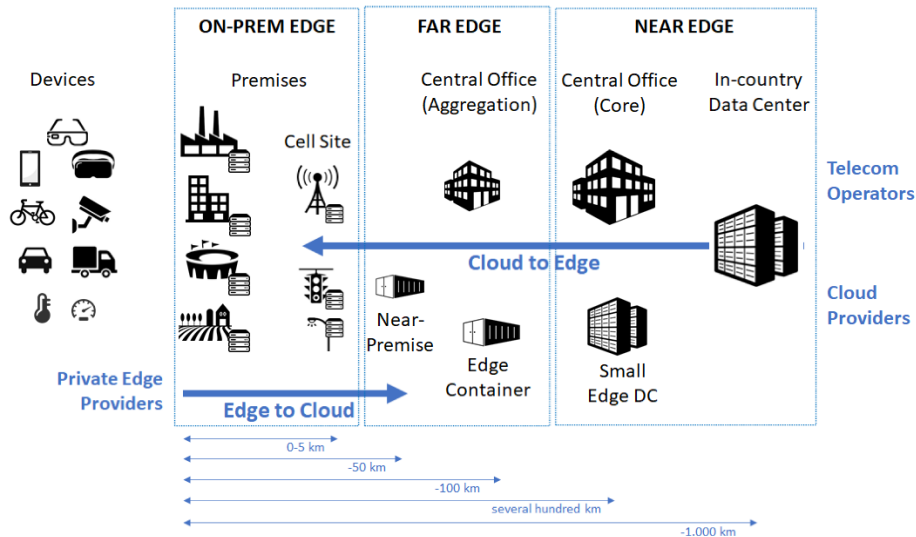 ON-PREM EDGE
FAR EDGE
NEAR EDGE
Devices
Premises
Cell Site
Central Office
(Aggregation)
Central Office
(Core)
In-country
Data Center
Telecom
Operators
Cloud to Edge
Cloud
Providers
Near-
Premise
Edge
Container
Small
Edge DC
Private Edge
Providers
Edge to Cloud
0-5 km
-50 km
-100 km
several hundred km
-1,000 km